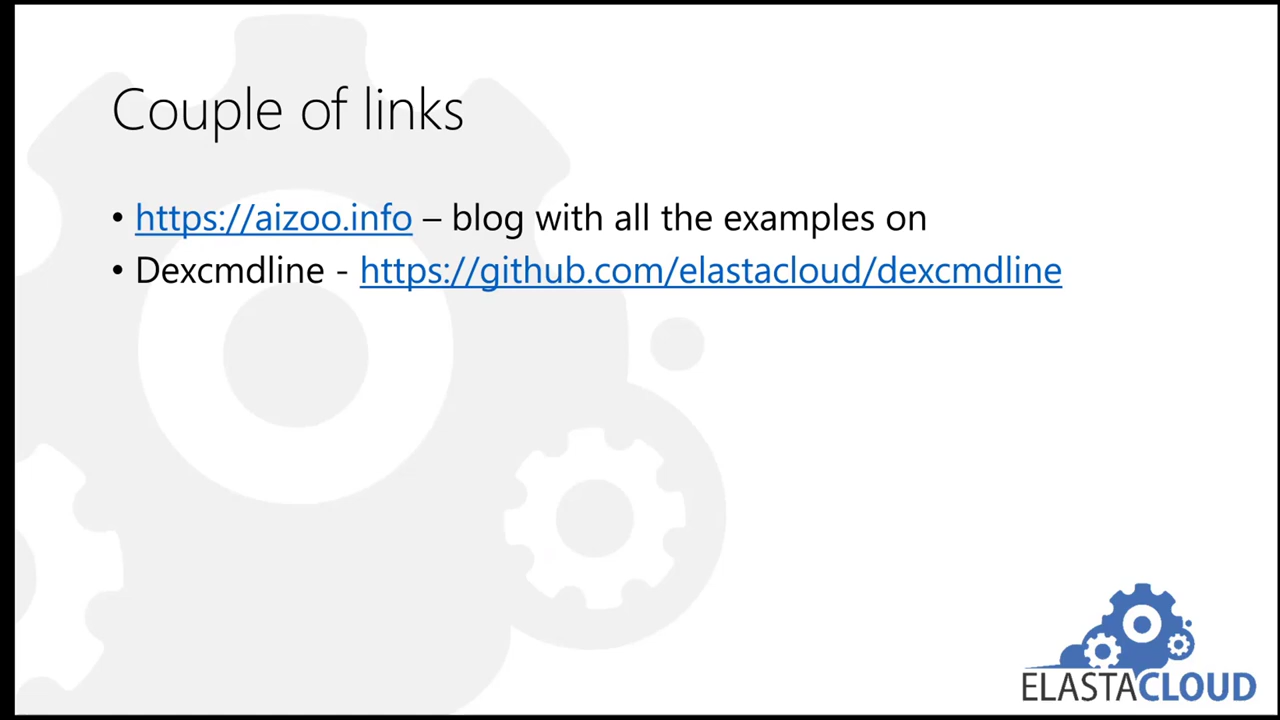 Couple of links
• https://aizoo.info – blog with all the examples on
• Dexcmdline - https://github.com/elastacloud/dexcmdline
ELASTACLOUD